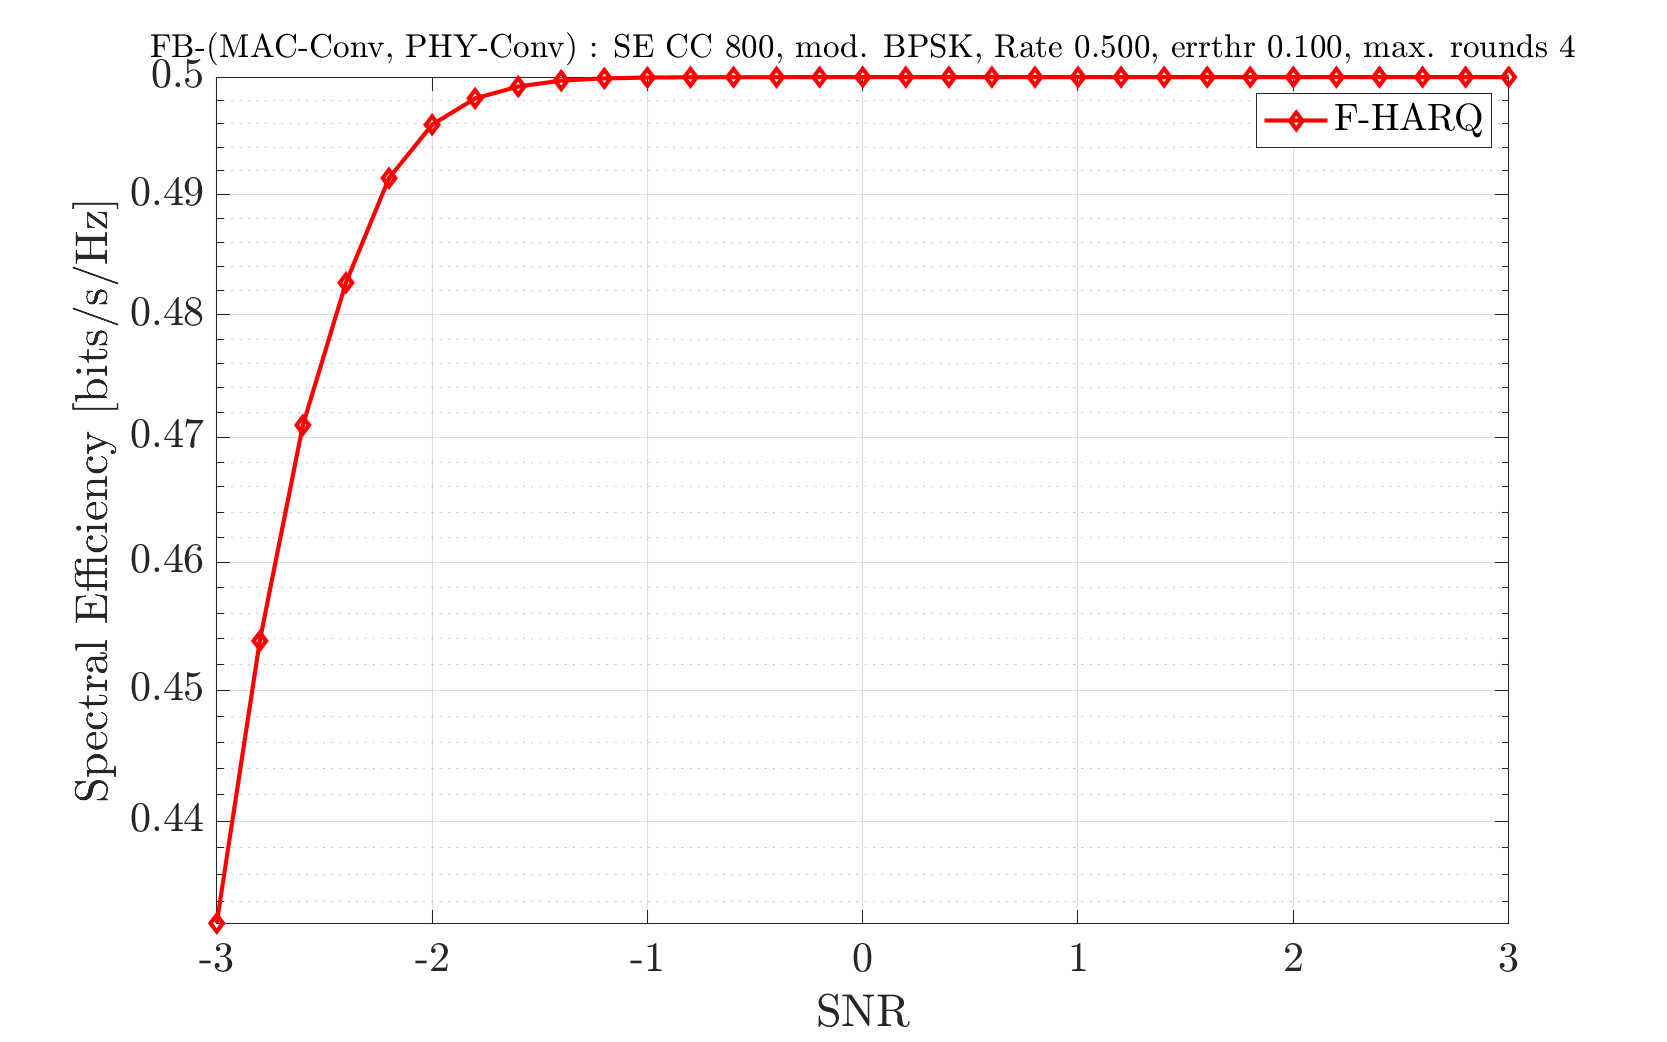 FB-(MAC-Conv, PHY-Conv) : SE CC 800, mod. BPSK, Rate 0.500, errthr 0.100, max. rounds 4
0.5
F-HARQ
0.49
0.48
0.47
0.46
0.45
0.44
Spectral Efficiency [bits/s/Hz]
-3 -2 -1 0 1 2 3
SNR